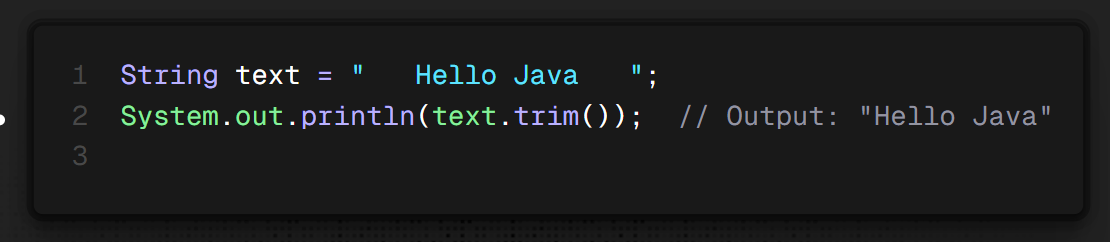 1 String text = "   Hello Java   ";
2 System.out.println(text.trim());  // Output: "Hello Java"
3